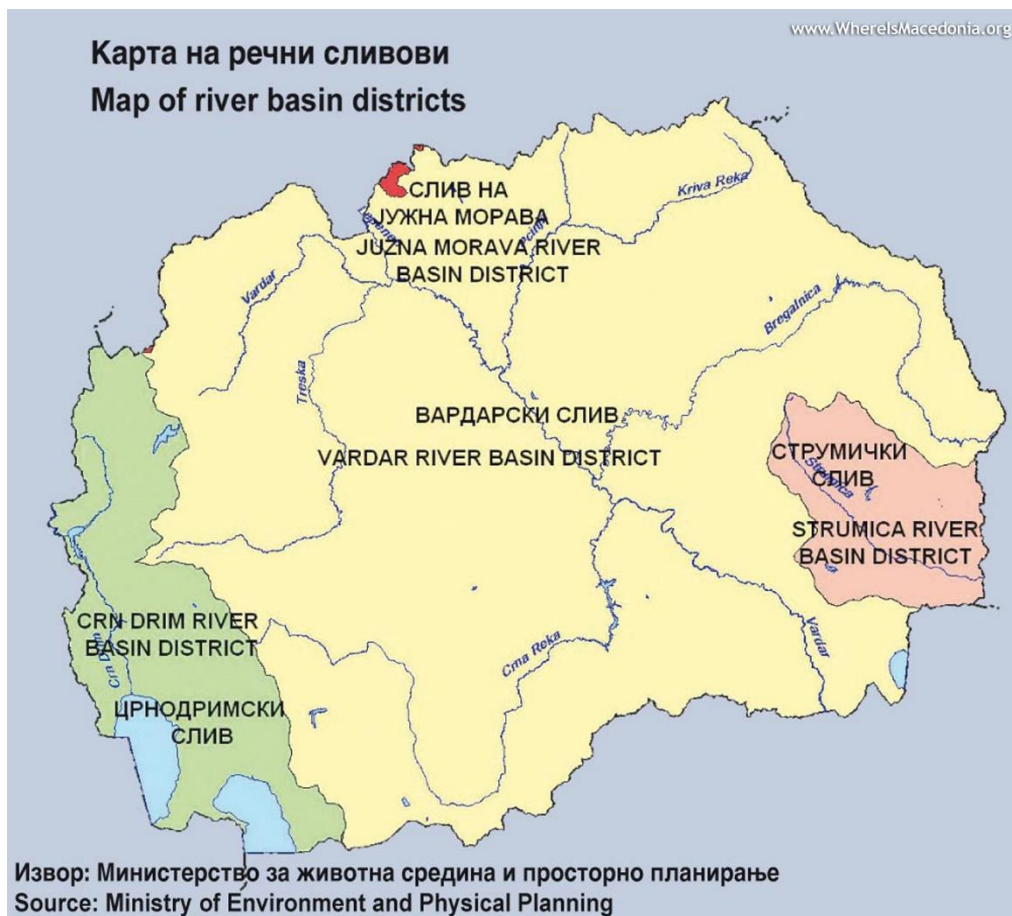 www.WhereIsMacedonia.org
Карта на речни сливови
Map of river basin districts
Kriva Reka
СЛИВ НА
ЈУЖНА МОРАВА
JUZNA MORAVA RIVER
BASIN DISTRICT
Vardar
Bregalnica
Treska
ВАРДАРСКИ СЛИВ
VARDAR RIVER BASIN DISTRICT
СТРУМИЧКИ
СЛИВ
STRUMICA RIVER
BASIN DISTRICT
CRN DRIM RIVER
BASIN DISTRICT
Crn Drim
Crna Reka
Vardar
ЦРНОДРИМСКИ
СЛИВ
Извор: Министерство за животна средина и просторно планирање
Source: Ministry of Environment and Physical Planning